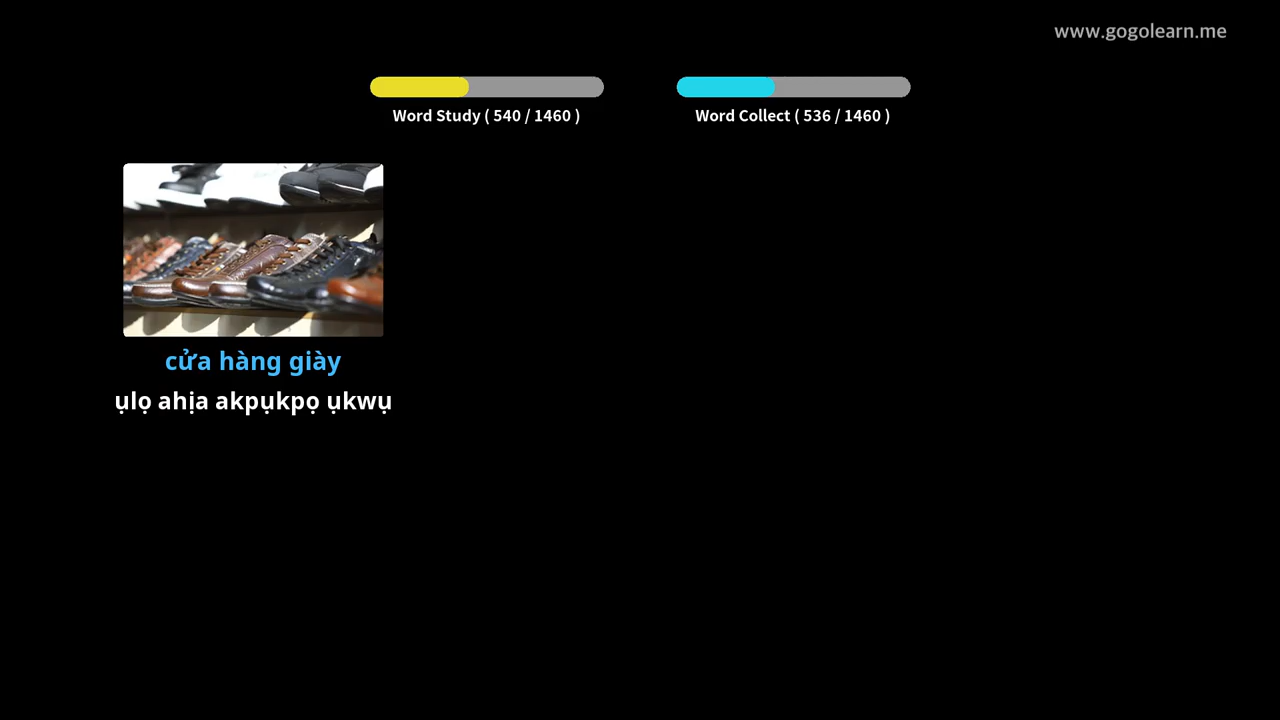 www.gogolearn.me
Word Study ( 540 / 1460 )
Word Collect ( 536 / 1460 )
cửa hàng giày
ụlọ ahịa akpụkpọ ụkwụ